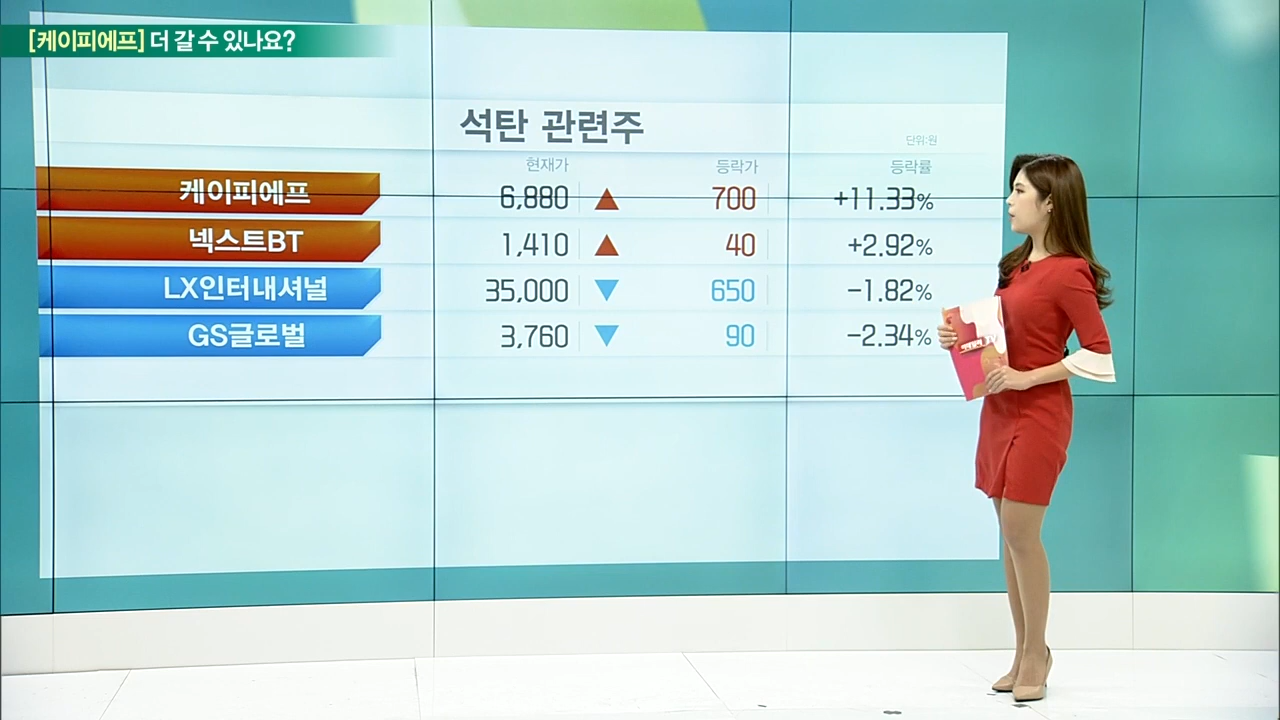 [케이피에프] 더 갈 수 있나요?
석탄 관련주
단위:원
현재가 등락가 등락률
케이피에프 6,880 ▲ 700 +11.33%
넥스트BT 1,410 ▲ 40 +2.92%
LX인터내셔널 35,000 ▼ 650 -1.82%
GS글로벌 3,760 ▼ 90 -2.34%